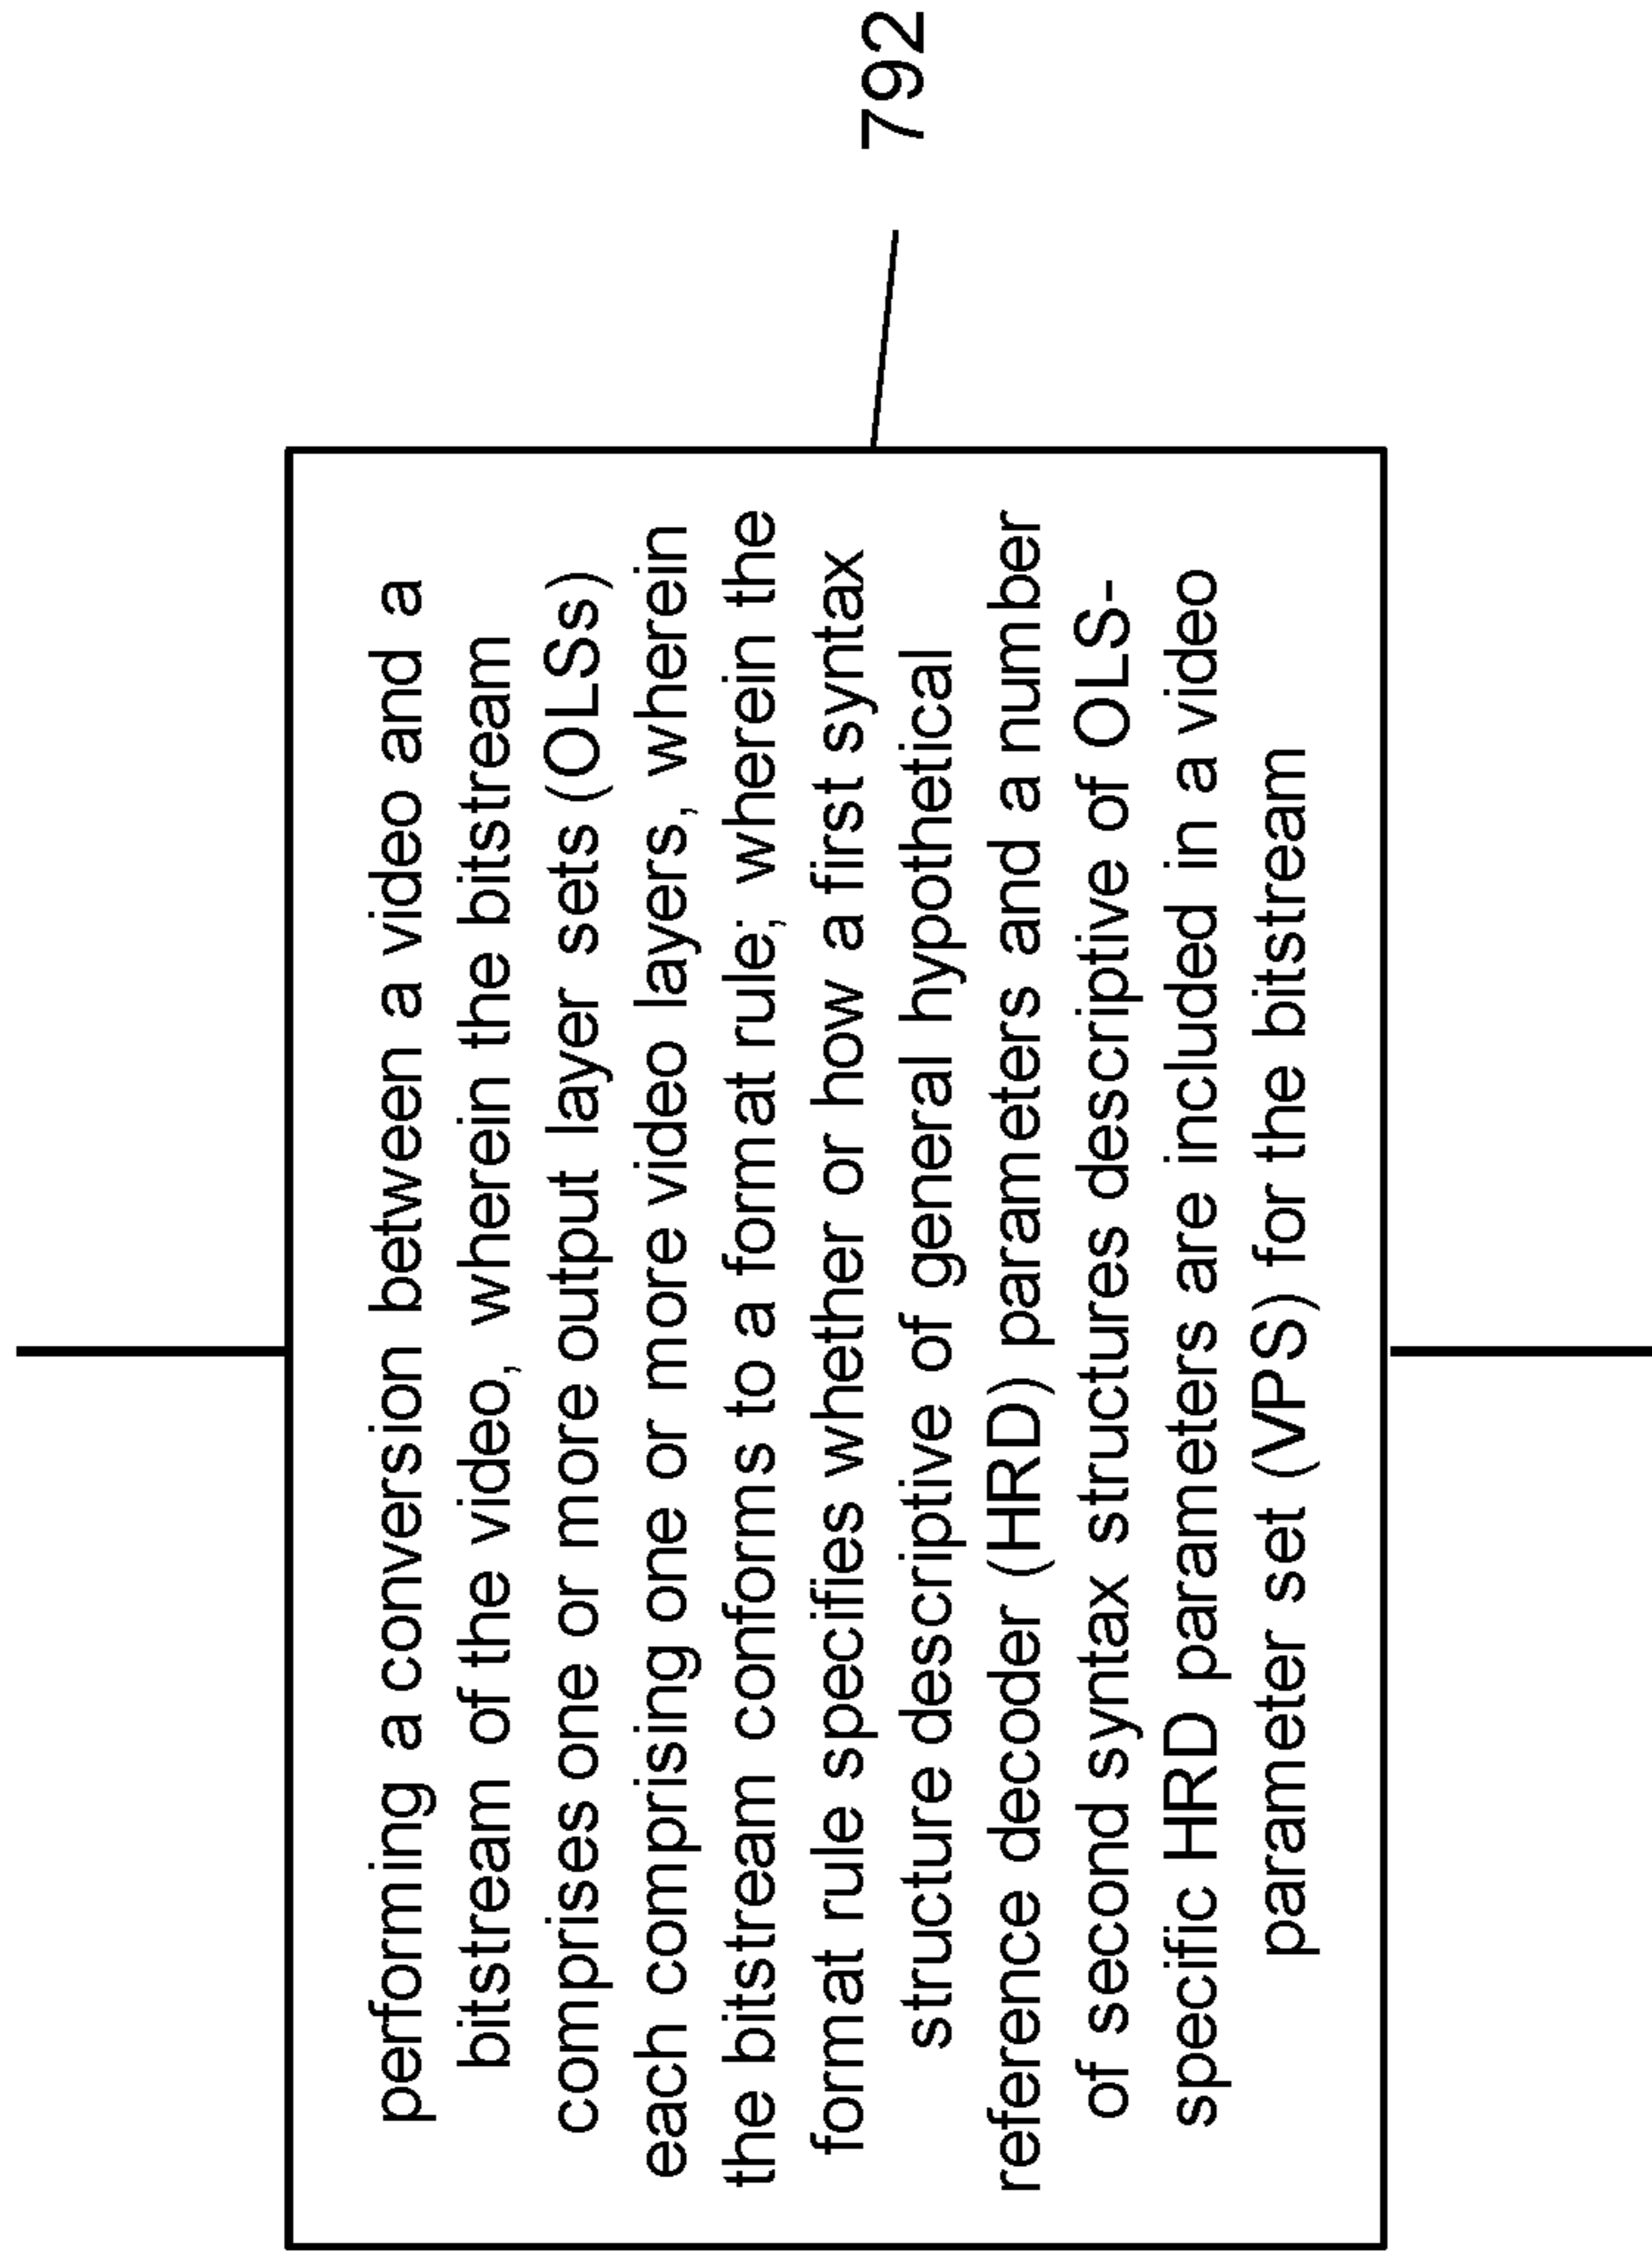 performing a conversion between a video and a
bitstream of the video, wherein the bitstream
comprises one or more output layer sets (OLSs)
each comprising one or more video layers, wherein
the bitstream conforms to a format rule; wherein the
format rule specifies whether or how a first syntax
structure descriptive of general hypothetical
reference decoder (HRD) parameters and a number
of second syntax structures descriptive of OLS-
specific HRD parameters are included in a video
parameter set (VPS) for the bitstream
792